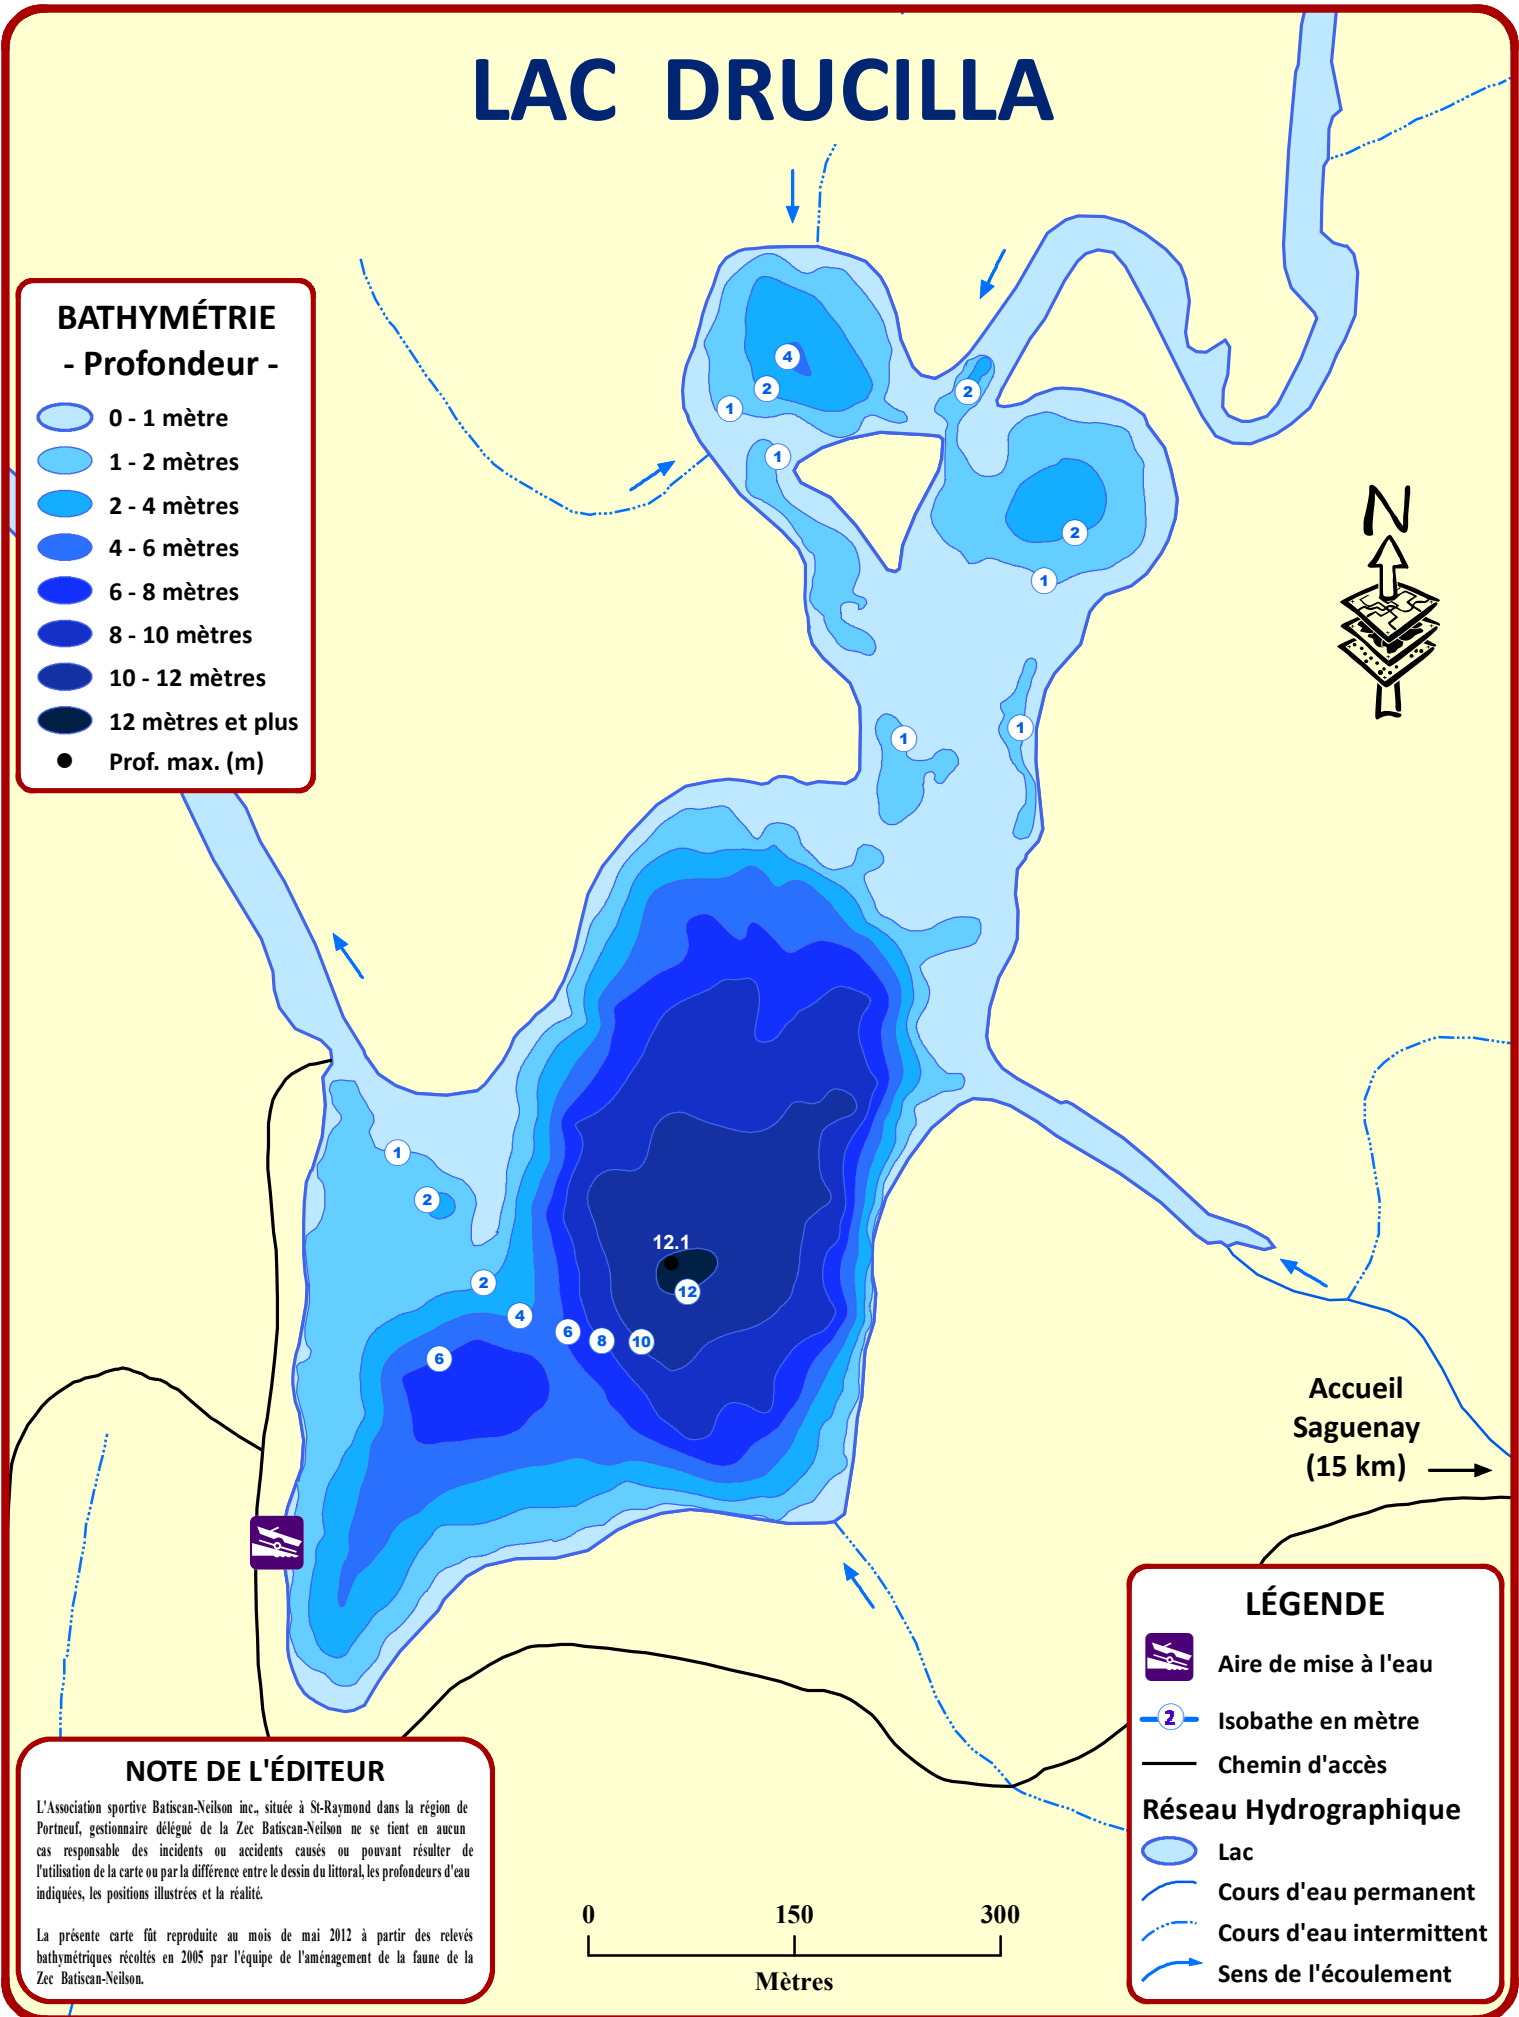 LAC DRUCILLA
BATHYMÉTRIE
- Profondeur -
0 - 1 mètre
1 - 2 mètres
2 - 4 mètres
4 - 6 mètres
6 - 8 mètres
8 - 10 mètres
10 - 12 mètres
12 mètres et plus
Prof. max. (m)
4
2
1
2
1
2
1
N
1
1
1
2
12.1
12
2
4
6
8
10
6
Accueil
Saguenay
(15 km)
LÉGENDE
Aire de mise à l'eau
2
Isobathe en mètre
Chemin d'accès
Réseau Hydrographique
Lac
Cours d'eau permanent
Cours d'eau intermittent
Sens de l'écoulement
NOTE DE L'ÉDITEUR
L'Association sportive Batiscan-Neilson inc., située à St-Raymond dans la région de
Portneuf, gestionnaire délégué de la Zec Batiscan-Neilson ne se tient en aucun
cas responsable des incidents ou accidents causés ou pouvant résulter de
l'utilisation de la carte ou par la différence entre le dessin du littoral, les profondeurs d'eau
indiquées, les positions illustrées et la réalité.
La présente carte fût reproduite au mois de mai 2012 à partir des relevés
bathymétriques récoltés en 2005 par l'équipe de l'aménagement de la faune de la
Zec Batiscan-Neilson.
0 150 300
Mètres